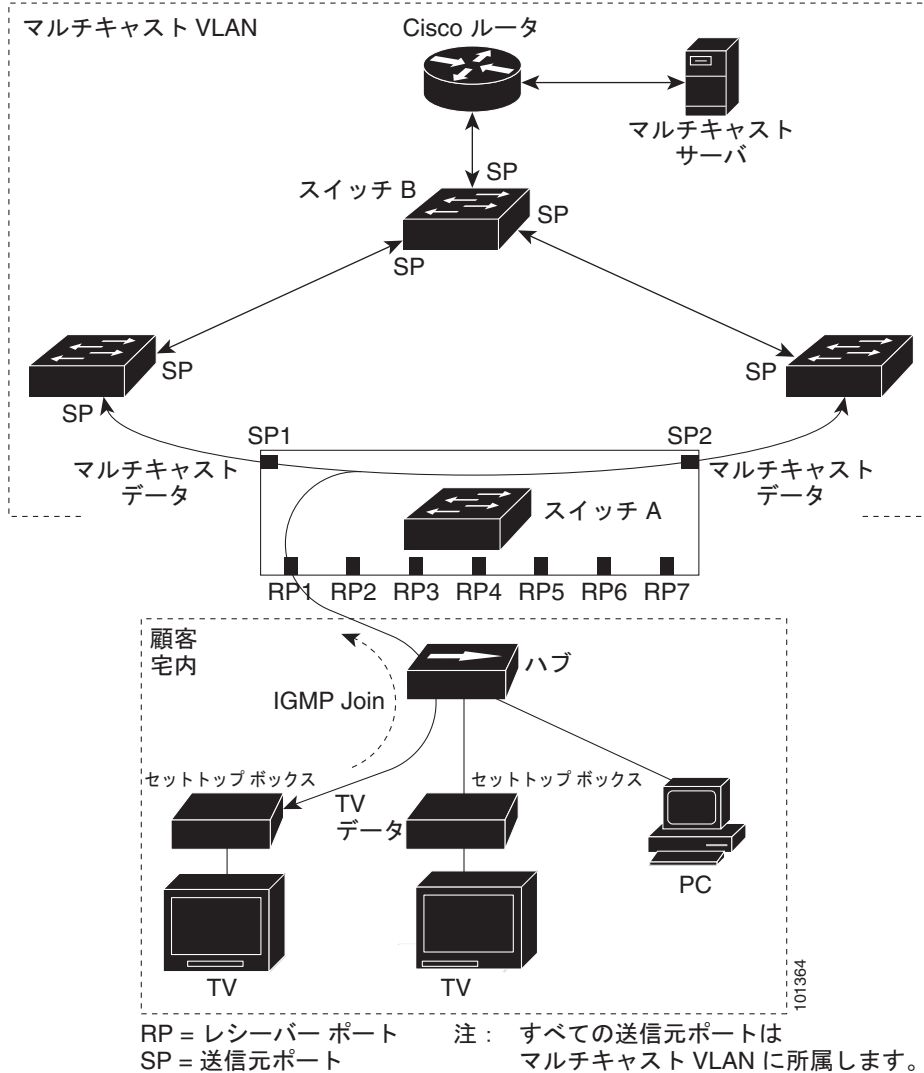 マルチキャスト VLAN
Cisco ルータ
マルチキャスト
サーバ
スイッチ B
SP
SP
SP
SP
SP
SP
SP1
SP2
マルチキャスト
データ
マルチキャスト
データ
スイッチ A
RP1 RP2 RP3 RP4 RP5 RP6 RP7
顧客
宅内
ハブ
IGMP Join
セットトップ ボックス
セットトップ ボックス
TV
データ
PC
TV
TV
101364
RP = レシーバー ポート
SP = 送信元ポート
注： すべての送信元ポートは
マルチキャスト VLAN に所属します。